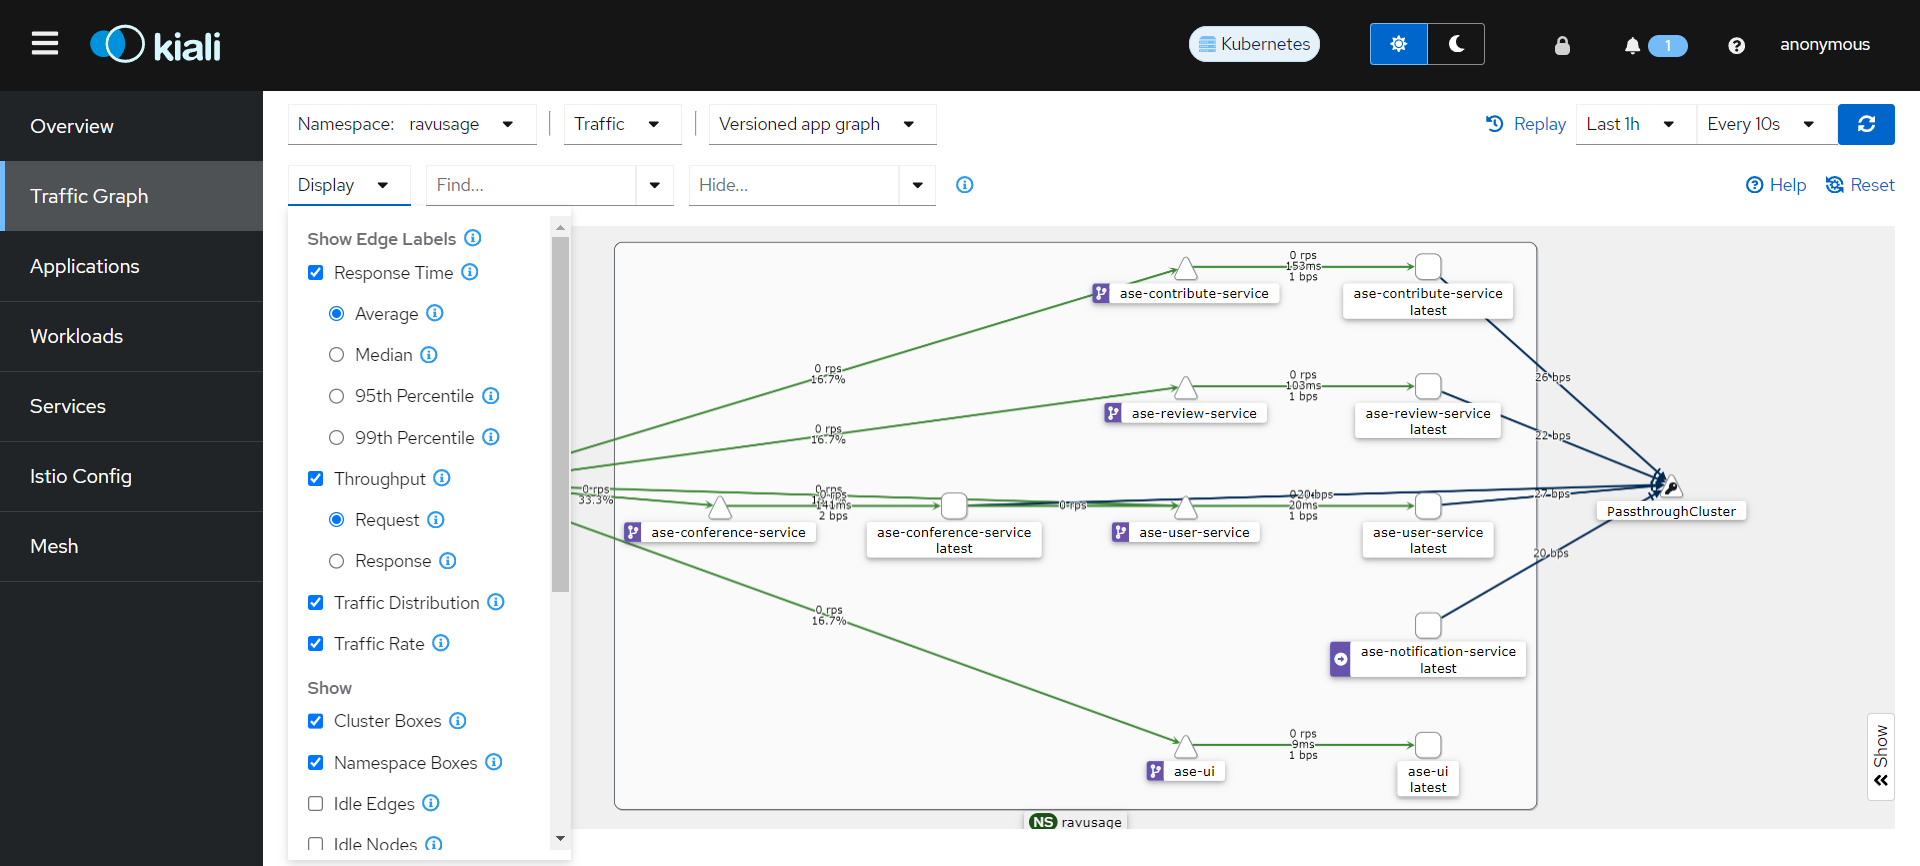 kiali
Kubernetes
1
anonymous
Overview
Traffic Graph
Applications
Workloads
Services
Istio Config
Mesh
Namespace: ravusage
Traffic
Versioned app graph
Replay
Last 1h
Every 10s
Display
Find...
Hide...
Help
Reset
Show Edge Labels
Response Time
Average
Median
95th Percentile
99th Percentile
Throughput
Request
Response
Traffic Distribution
Traffic Rate
Show
Cluster Boxes
Namespace Boxes
Idle Edges
Idle Nodes
0 rps
153ms
1 bps
ase-contribute-service
ase-contribute-service
latest
0 rps
16.7%
26 bps
0 rps
103ms
1 bps
ase-review-service
ase-review-service
latest
0 rps
16.7%
22 bps
0 rps
33.3%
0 rps
141ms
2 bps
0 rps
20 bps
20ms
1 bps
27 bps
ase-conference-service
ase-conference-service
latest
ase-user-service
ase-user-service
latest
PassthroughCluster
20 bps
0 rps
16.7%
ase-notification-service
latest
0 rps
9ms
1 bps
ase-ui
ase-ui
latest
NS ravusage
Show